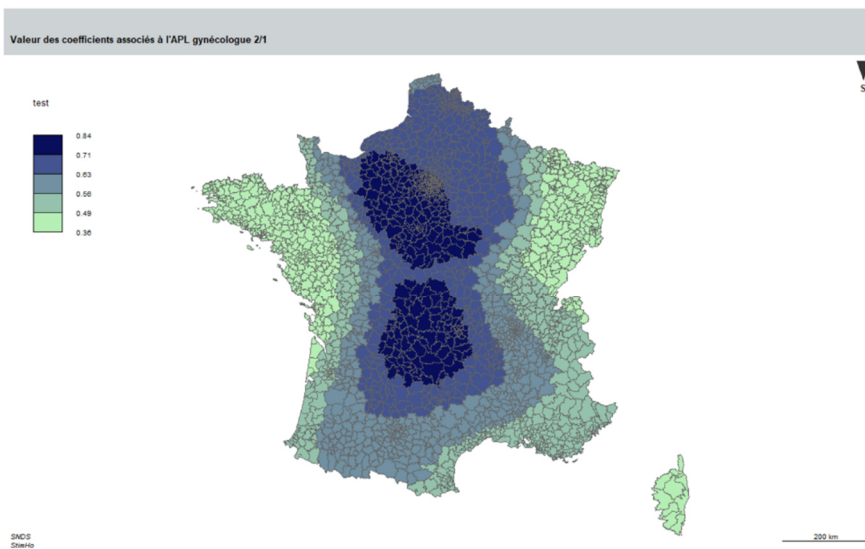 Valeur des coefficients associés à l'APL gynécologue 2/1
S
test
0.84
0.71
0.63
0.56
0.49
0.36
SNDS
StimHo
200 km